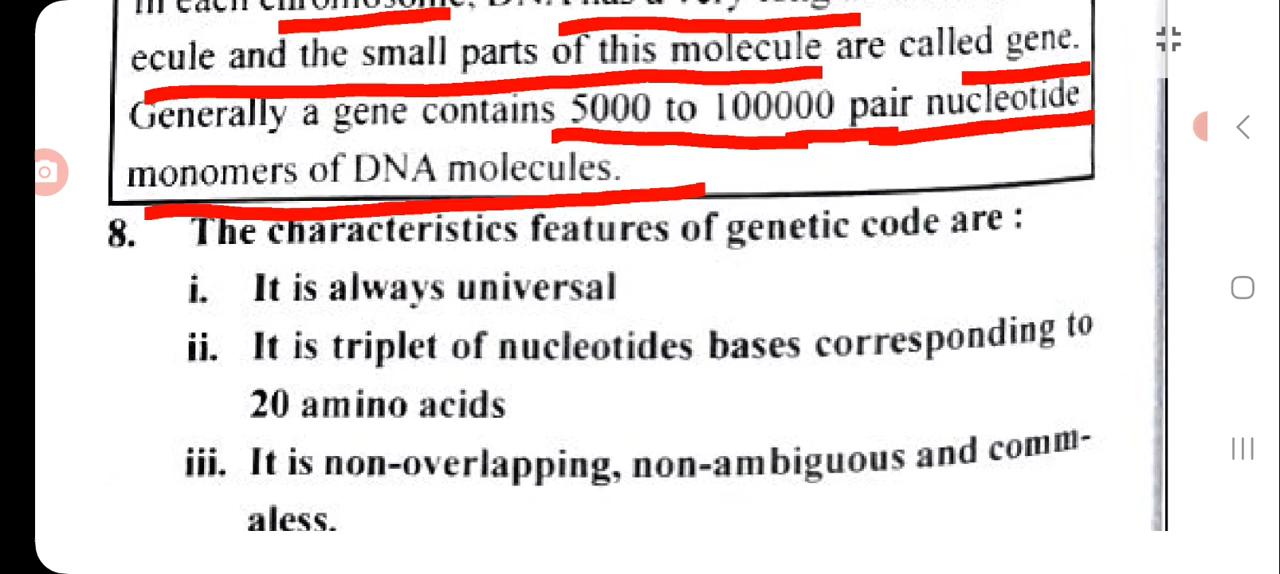 ecule and the small parts of this molecule are called gene.
Generally a gene contains 5000 to 100000 pair nucleotide
monomers of DNA molecules.
8. The characteristics features of genetic code are :
i. It is always universal
ii. It is triplet of nucleotides bases corresponding to
20 amino acids
iii. It is non-overlapping, non-ambiguous and comm-
aless.